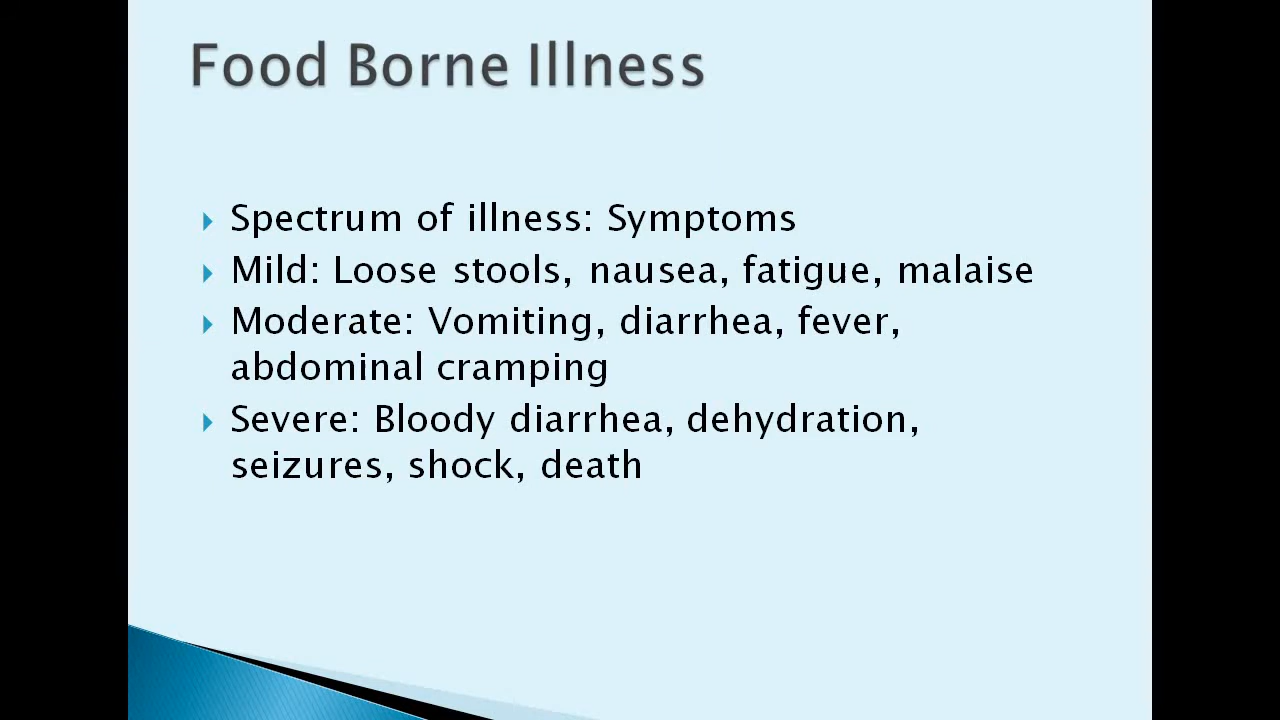 Food Borne Illness
Spectrum of illness: Symptoms
Mild: Loose stools, nausea, fatigue, malaise
Moderate: Vomiting, diarrhea, fever,
abdominal cramping
Severe: Bloody diarrhea, dehydration,
seizures, shock, death